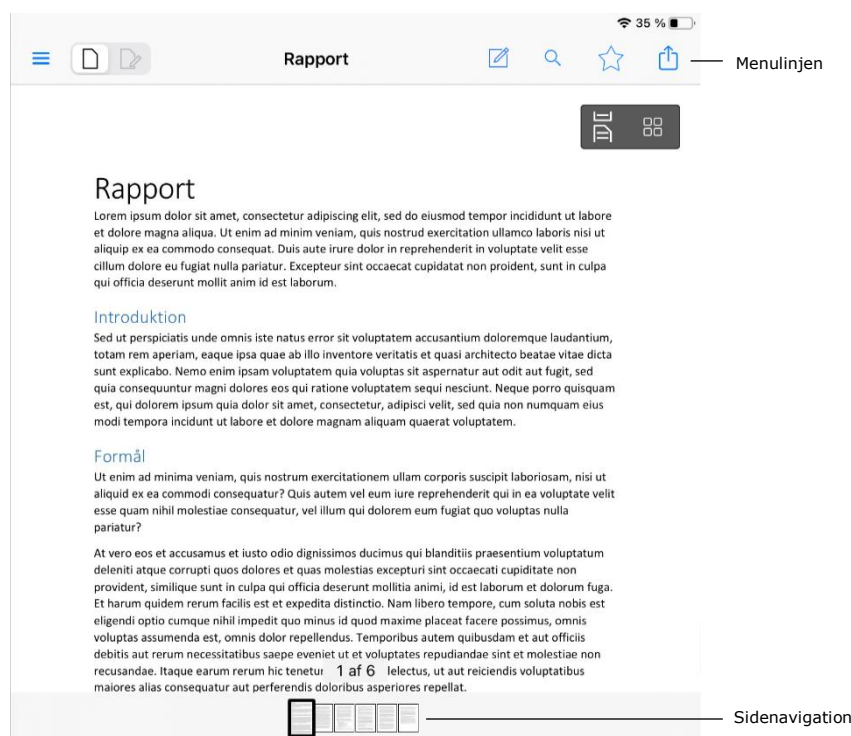 35 %
Rapport
Menulinjen
Rapport
Lorem ipsum dolor sit amet, consectetur adipiscing elit, sed do eiusmod tempor incididunt ut labore
et dolore magna aliqua. Ut enim ad minim veniam, quis nostrud exercitation ullamco laboris nisi ut
aliquip ex ea commodo consequat. Duis aute irure dolor in reprehenderit in voluptate velit esse
cillum dolore eu fugiat nulla pariatur. Excepteur sint occaecat cupidatat non proident, sunt in culpa
qui officia deserunt mollit anim id est laborum.
Introduktion
Sed ut perspiciatis unde omnis iste natus error sit voluptatem accusantium doloremque laudantium,
totam rem aperiam, eaque ipsa quae ab illo inventore veritatis et quasi architecto beatae vitae dicta
sunt explicabo. Nemo enim ipsam voluptatem quia voluptas sit aspernatur aut odit aut fugit, sed
quia consequuntur magni dolores eos qui ratione voluptatem sequi nesciunt. Neque porro quisquam
est, qui dolorem ipsum quia dolor sit amet, consectetur, adipisci velit, sed quia non numquam eius
modi tempora incidunt ut labore et dolore magnam aliquam quaerat voluptatem.
Formål
Ut enim ad minima veniam, quis nostrum exercitationem ullam corporis suscipit laboriosam, nisi ut
aliquid ex ea commodi consequatur? Quis autem vel eum iure reprehenderit qui in ea voluptate velit
esse quam nihil molestiae consequatur, vel illum qui dolorem eum fugiat quo voluptas nulla
pariatur?
At vero eos et accusamus et iusto odio dignissimos ducimus qui blanditiis praesentium voluptatum
deleniti atque corrupti quos dolores et quas molestias excepturi sint occaecati cupiditate non
provident, similique sunt in culpa qui officia deserunt mollitia animi, id est laborum et dolorum fuga.
Et harum quidem rerum facilis est et expedita distinctio. Nam libero tempore, cum soluta nobis est
eligendi optio cumque nihil impedit quo minus id quod maxime placeat facere possimus, omnis
voluptas assumenda est, omnis dolor repellendus. Temporibus autem quibusdam et aut officiis
debitis aut rerum necessitatibus saepe eveniet ut et voluptates repudiandae sint et molestiae non
recusandae. Itaque earum rerum hic tenetur 1 af 6 lelectus, ut aut reiciendis voluptatibus
maiores alias consequatur aut perferendis doloribus asperiores repellat.
Sidenavigation